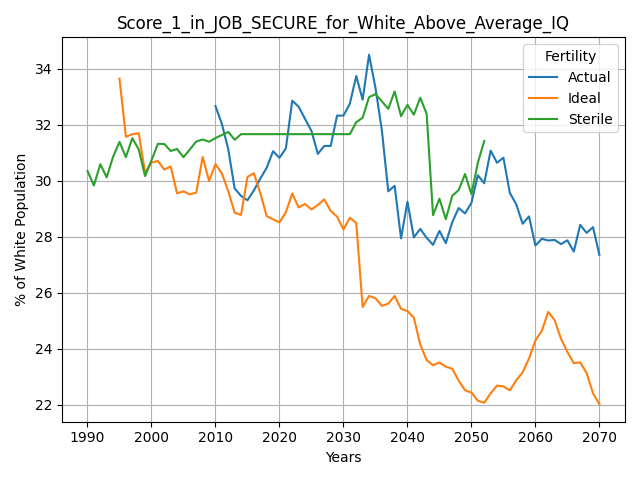 Score_1_in_JOB_SECURE_for_White_Above_Average_IQ
Fertility
Actual
Ideal
Sterile
% of White Population
34
32
30
28
26
24
22
1990
2000
2010
2020
2030
2040
2050
2060
2070
Years